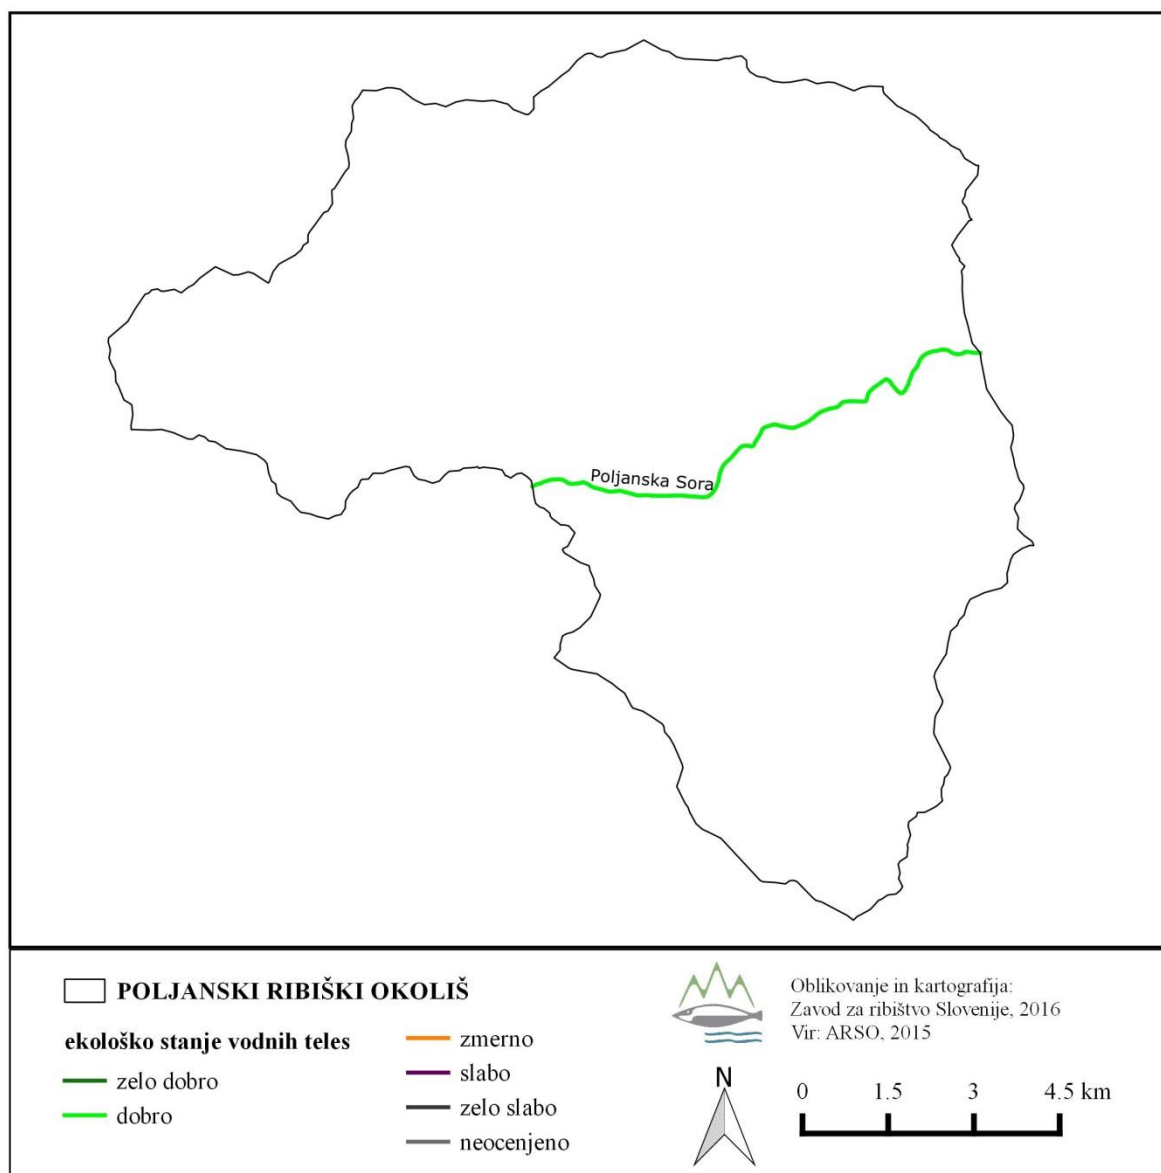 Poljanska Sora
POLJANSKI RIBIŠKI OKOLIŠ
ekološko stanje vodnih teles
zelo dobro
dobro
zmerno
slabo
zelo slabo
neocenjeno
Oblikovanje in kartografija:
Zavod za ribištvo Slovenije, 2016
Vir: ARSO, 2015
N
0 1.5 3 4.5 km